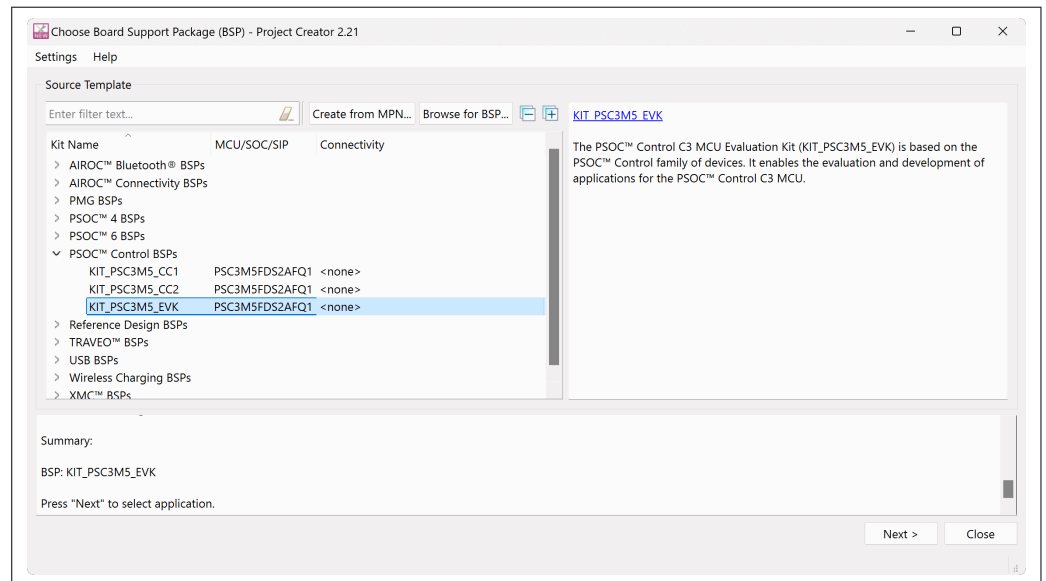 NEW
Choose Board Support Package (BSP) - Project Creator 2.21
Settings Help
Source Template
Enter filter text... Create from MPN... Browse for BSP...
Kit Name MCU/SOC/SIP Connectivity
AIROC™ Bluetooth® BSPs
AIROC™ Connectivity BSPs
PMG BSPs
PSOC™ 4 BSPs
PSOC™ 6 BSPs
PSOC™ Control BSPs
KIT_PSC3M5_CC1 PSC3M5FDS2AFQ1 <none>
KIT_PSC3M5_CC2 PSC3M5FDS2AFQ1 <none>
KIT_PSC3M5_EVK PSC3M5FDS2AFQ1 <none>
Reference Design BSPs
TRAVEO™ BSPs
USB BSPs
Wireless Charging BSPs
XMC™ BSPs
KIT_PSC3M5_EVK
The PSOC™ Control C3 MCU Evaluation Kit (KIT_PSC3M5_EVK) is based on the
PSOC™ Control family of devices. It enables the evaluation and development of
applications for the PSOC™ Control C3 MCU.
Summary:
BSP: KIT_PSC3M5_EVK
Press "Next" to select application.
Next > Close